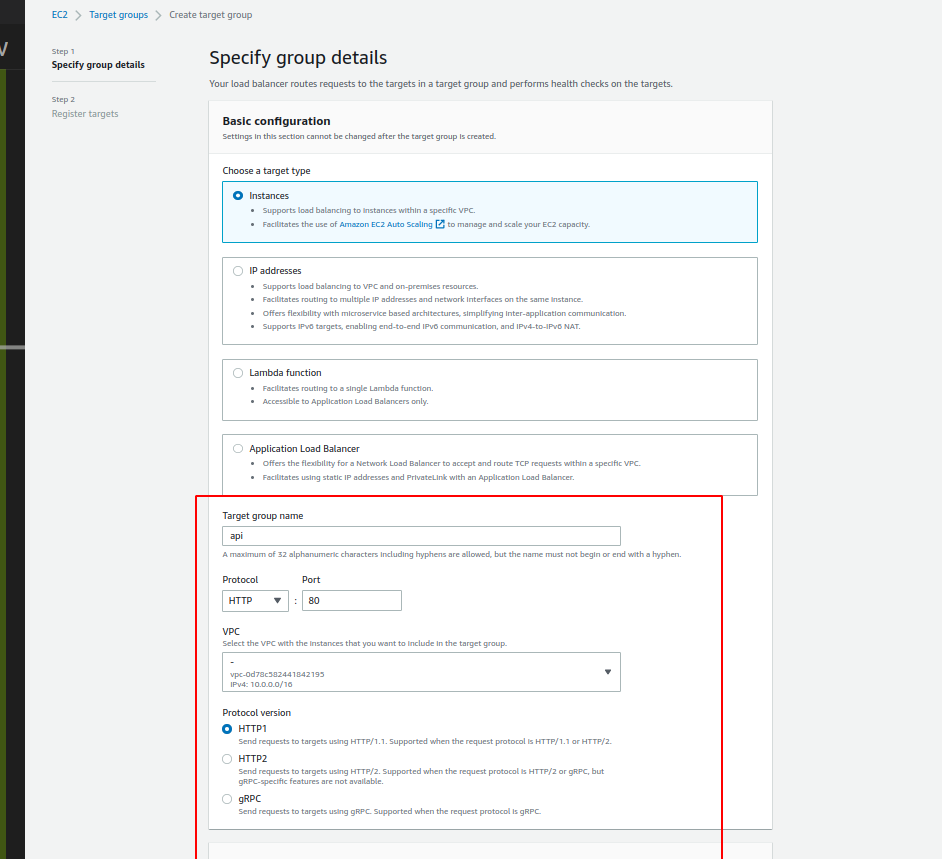 EC2 > Target groups > Create target group
Step 1
Specify group details
Step 2
Register targets
Specify group details
Your load balancer routes requests to the targets in a target group and performs health checks on the targets.
Basic configuration
Settings in this section cannot be changed after the target group is created.
Choose a target type
Instances
• Supports load balancing to instances within a specific VPC.
• Facilitates the use of Amazon EC2 Auto Scaling to manage and scale your EC2 capacity.
IP addresses
• Supports load balancing to VPC and on-premises resources.
• Facilitates routing to multiple IP addresses and network interfaces on the same instance.
• Offers flexibility with microservice based architectures, simplifying inter-application communication.
• Supports IPv6 targets, enabling end-to-end IPv6 communication, and IPv4-to-IPv6 NAT.
Lambda function
• Facilitates routing to a single Lambda function.
• Accessible to Application Load Balancers only.
Application Load Balancer
• Offers the flexibility for a Network Load Balancer to accept and route TCP requests within a specific VPC.
• Facilitates using static IP addresses and PrivateLink with an Application Load Balancer.
Target group name
api
A maximum of 32 alphanumeric characters including hyphens are allowed, but the name must not begin or end with a hyphen.
Protocol Port
HTTP : 80
VPC
Select the VPC with the instances that you want to include in the target group.
-
vpc-0d78c582441842195
IPv4: 10.0.0.0/16
Protocol version
HTTP1
Send requests to targets using HTTP/1.1. Supported when the request protocol is HTTP/1.1 or HTTP/2.
HTTP2
Send requests to targets using HTTP/2. Supported when the request protocol is HTTP/2 or gRPC, but
gRPC-specific features are not available.
gRPC
Send requests to targets using gRPC. Supported when the request protocol is gRPC.